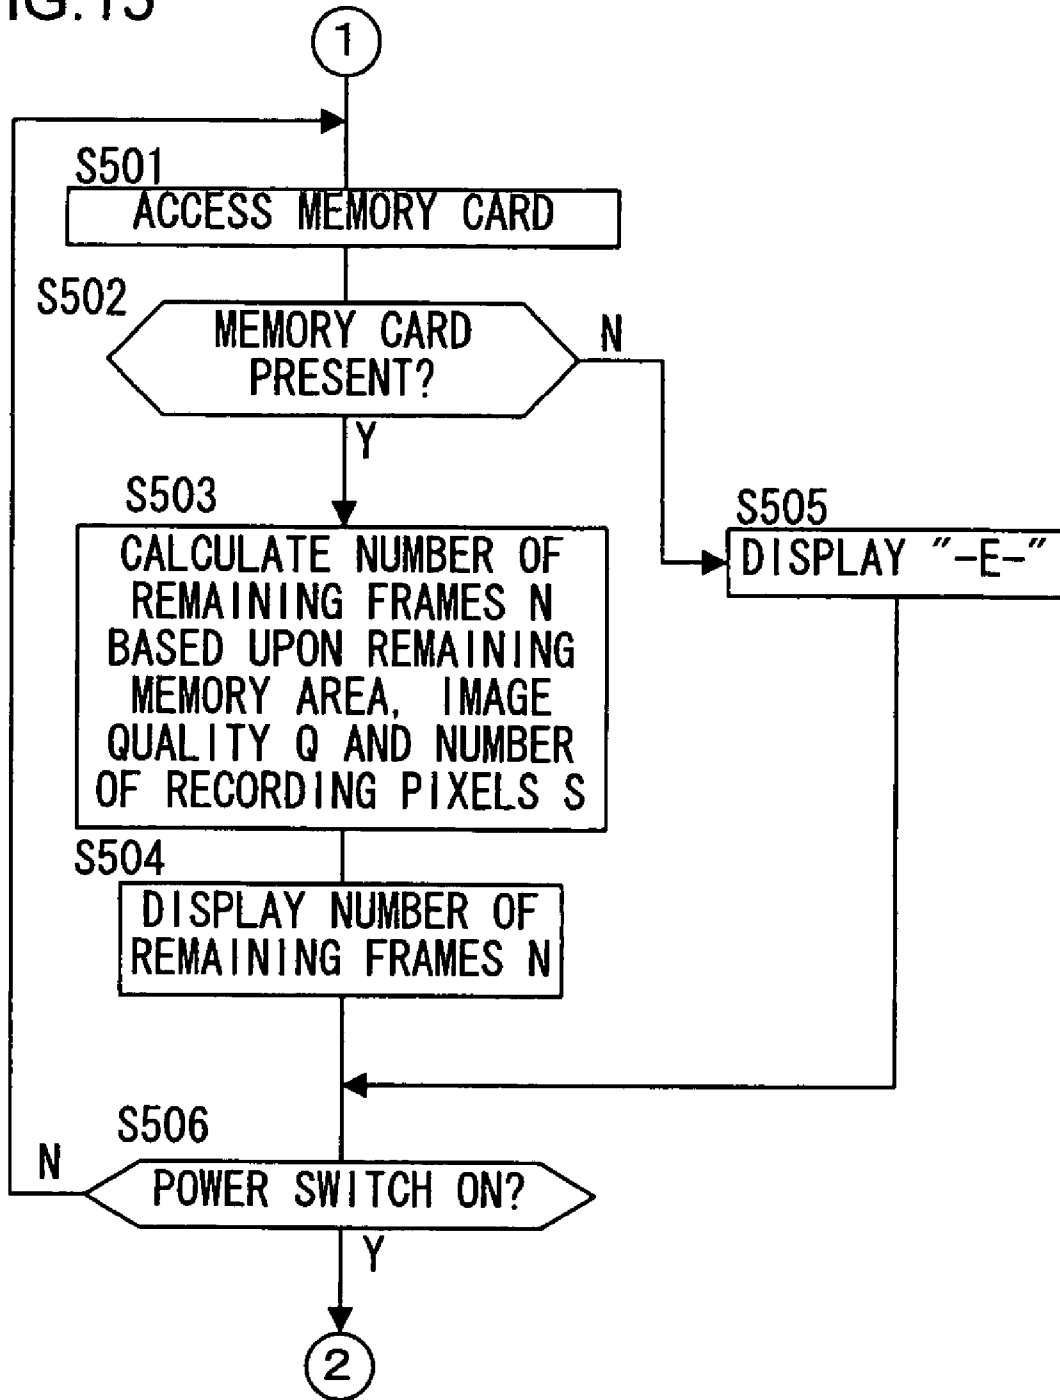 IG.15
1
S501
ACCESS MEMORY CARD
S502
MEMORY CARD
PRESENT?
N
Y
S503
CALCULATE NUMBER OF
REMAINING FRAMES N
BASED UPON REMAINING
MEMORY AREA, IMAGE
QUALITY Q AND NUMBER
OF RECORDING PIXELS S
S505
DISPLAY "-E-"
S504
DISPLAY NUMBER OF
REMAINING FRAMES N
S506
N
POWER SWITCH ON?
Y
2